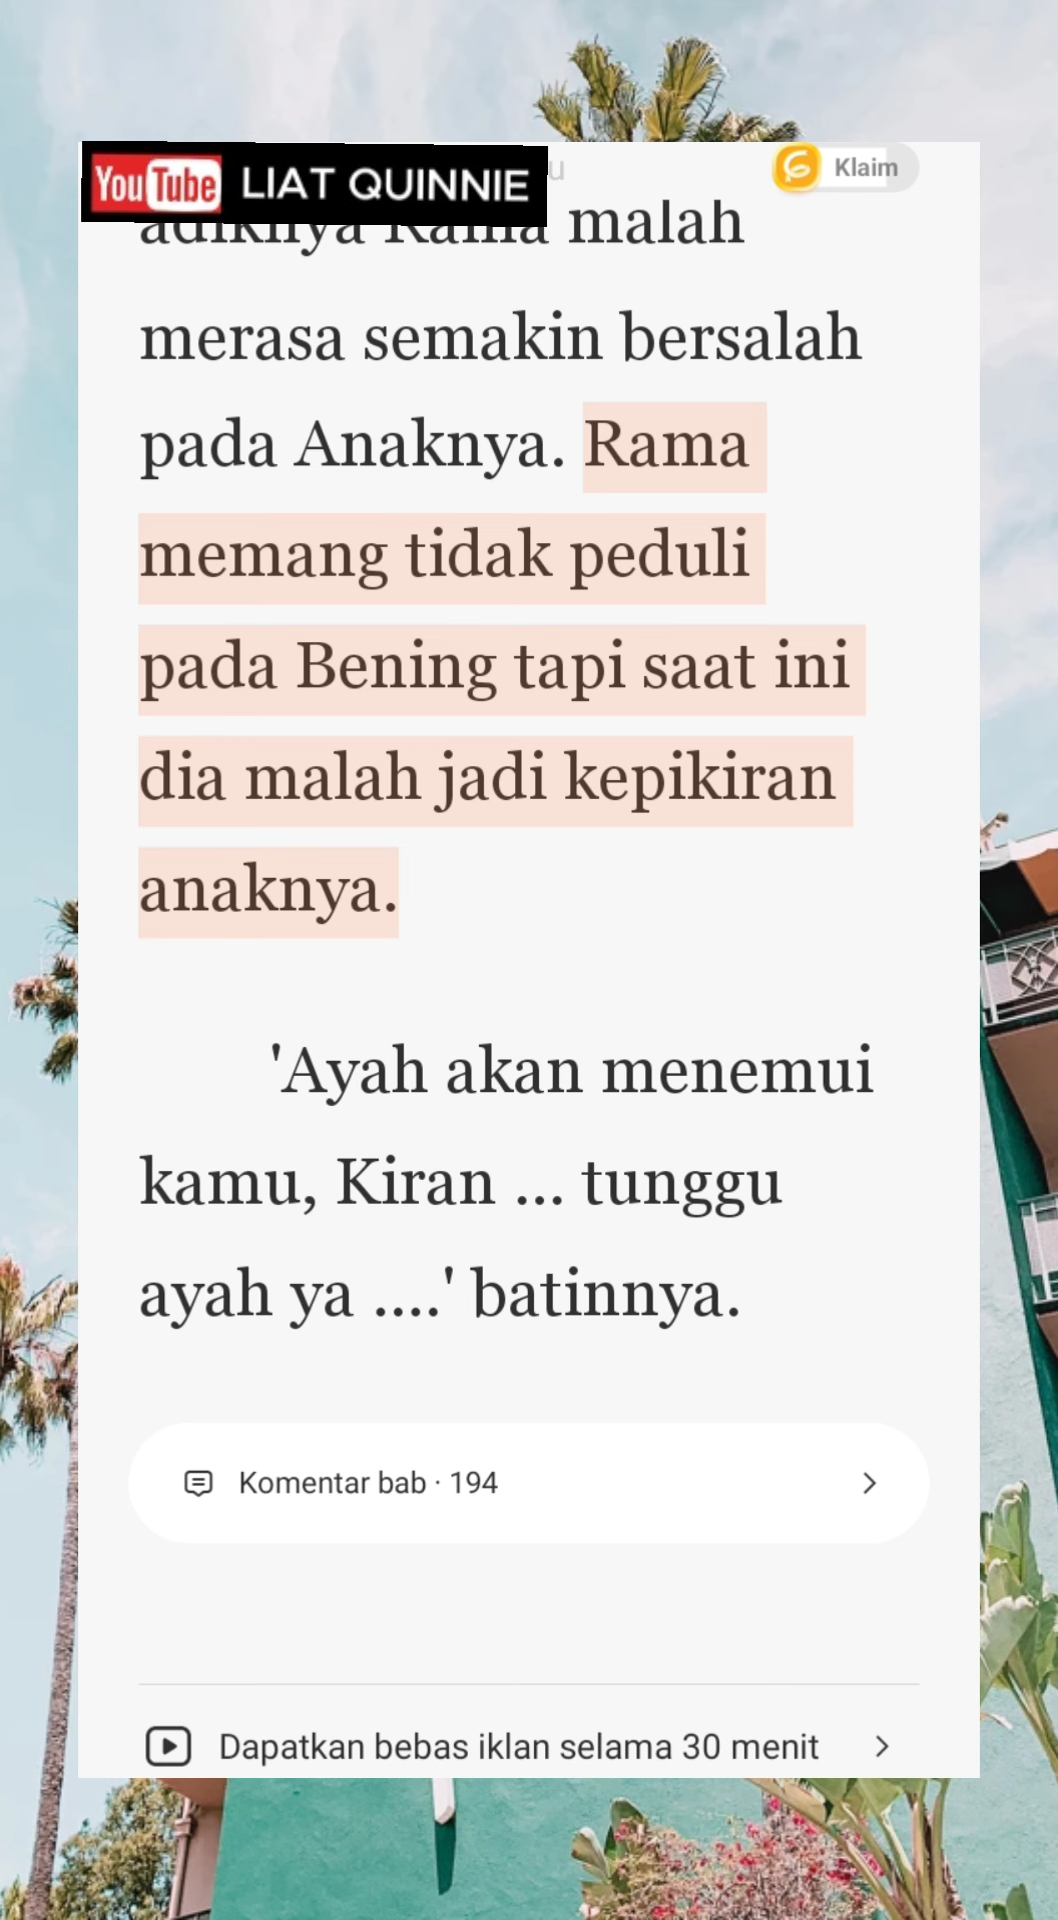 YouTube LIAT QUINNIE
Klaim
adiknya Rama malah
merasa semakin bersalah
pada Anaknya. Rama
memang tidak peduli
pada Bening tapi saat ini
dia malah jadi kepikiran
anaknya.
'Ayah akan menemui
kamu, Kiran ... tunggu
ayah ya ....' batinnya.
Komentar bab · 194
Dapatkan bebas iklan selama 30 menit